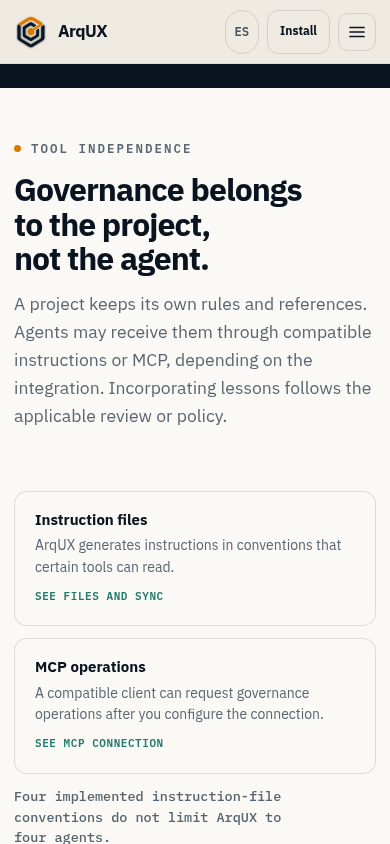 ArqUX
ES
Install
TOOL INDEPENDENCE
Governance belongs
to the project,
not the agent.
A project keeps its own rules and references.
Agents may receive them through compatible
instructions or MCP, depending on the
integration. Incorporating lessons follows the
applicable review or policy.
Instruction files
ArqUX generates instructions in conventions that
certain tools can read.
SEE FILES AND SYNC
MCP operations
A compatible client can request governance
operations after you configure the connection.
SEE MCP CONNECTION
Four implemented instruction-file
conventions do not limit ArqUX to
four agents.